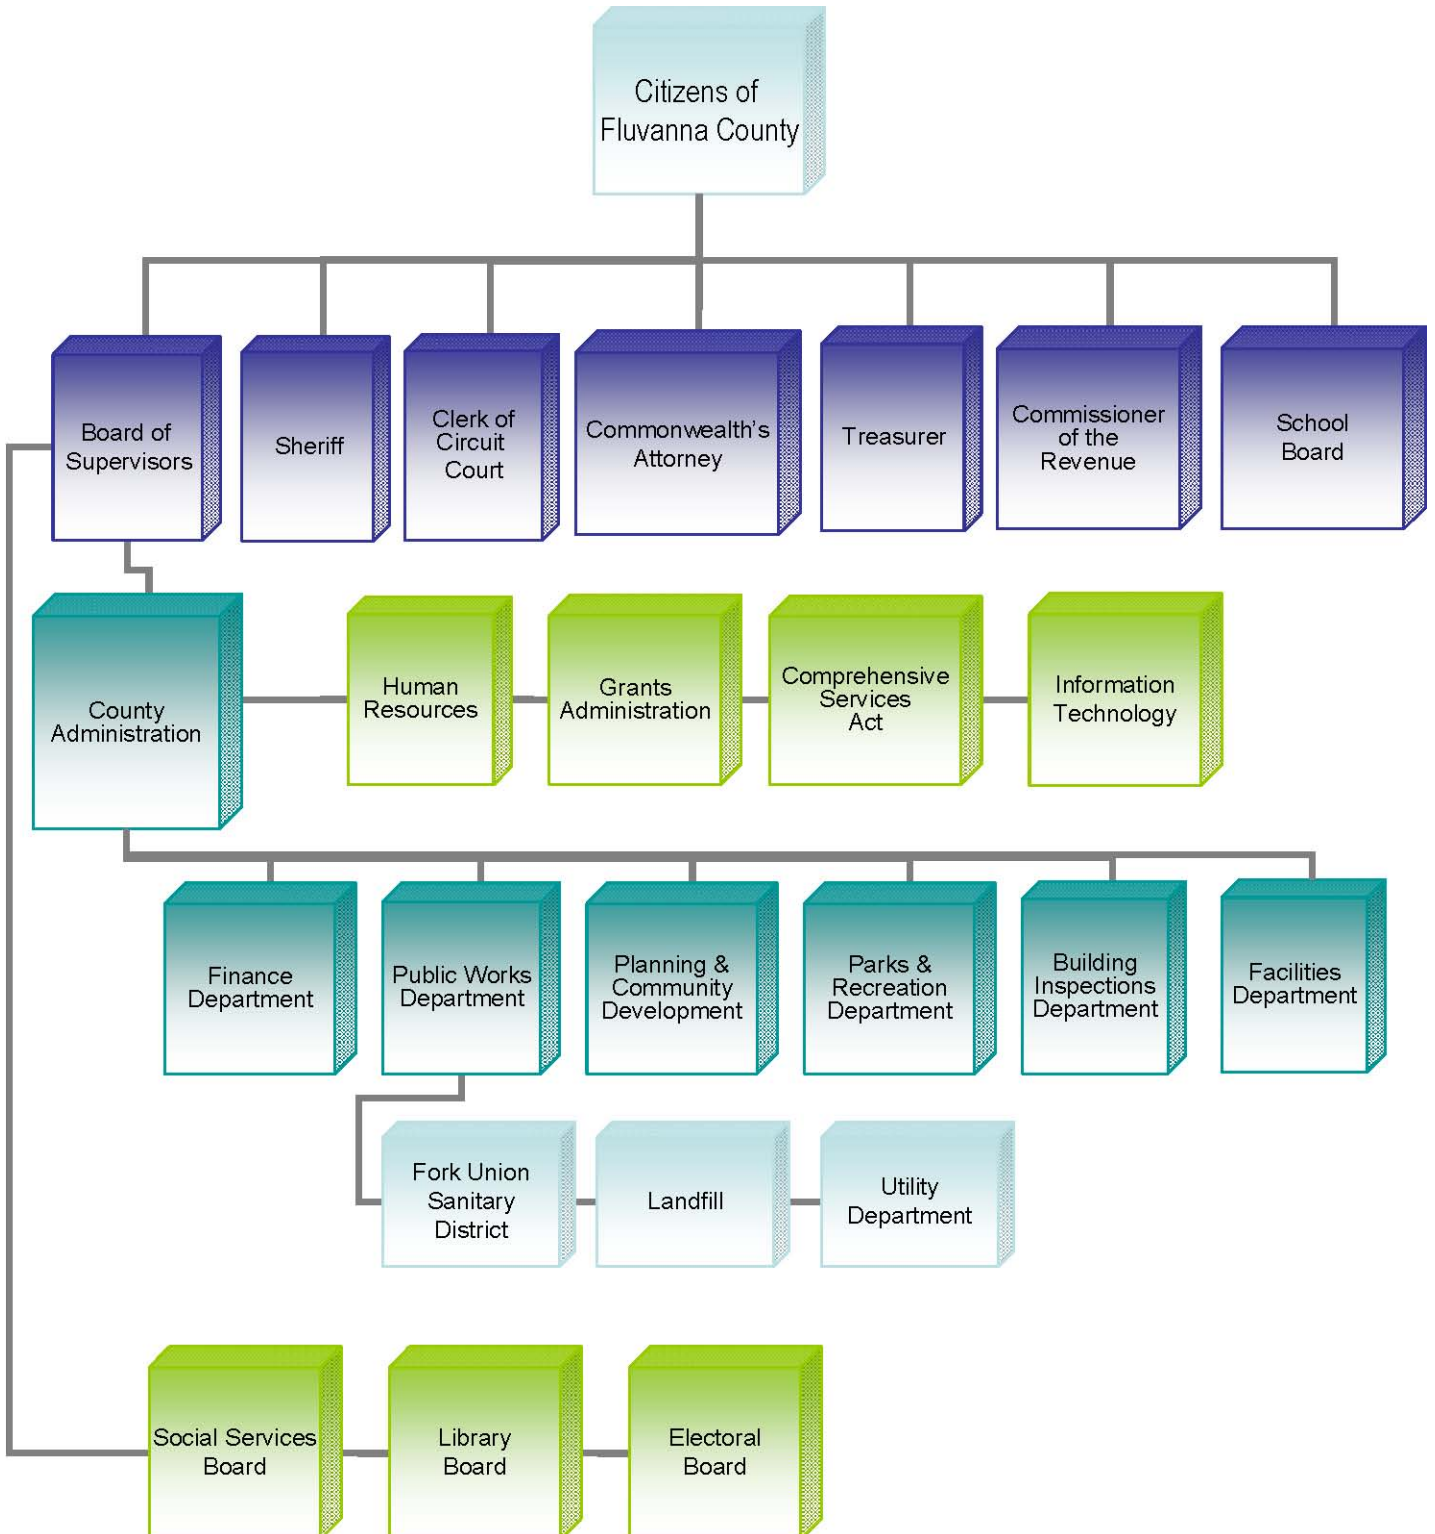 Citizens of
Fluvanna County
Board of
Supervisors
Sheriff
Clerk of
Circuit
Court
Commonwealth's
Attorney
Treasurer
Commissioner
of the
Revenue
School
Board
County
Administration
Human
Resources
Grants
Administration
Comprehensive
Services
Act
Information
Technology
Finance
Department
Public Works
Department
Planning &
Community
Development
Parks &
Recreation
Department
Building
Inspections
Department
Facilities
Department
Fork Union
Sanitary
District
Landfill
Utility
Department
Social Services
Board
Library
Board
Electoral
Board